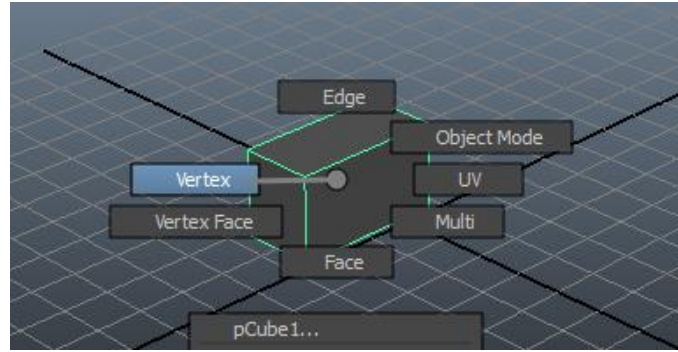 Edge
Object Mode
Vertex
UV
Vertex Face
Multi
Face
pCube1...